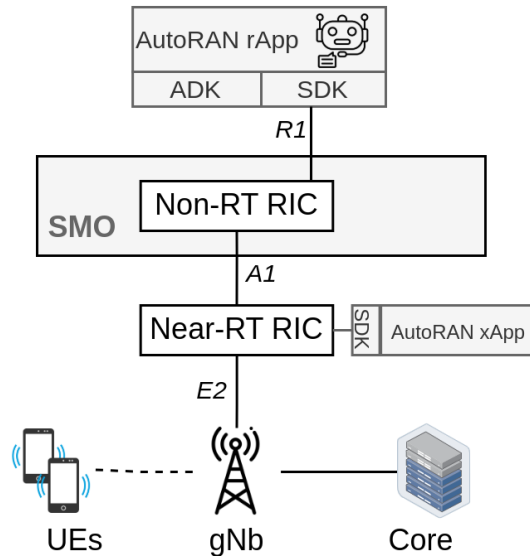 AutoRAN rApp
ADK
SDK
R1
Non-RT RIC
SMO
A1
Near-RT RIC
SDK
AutoRAN xApp
E2
UEs
gNb
Core